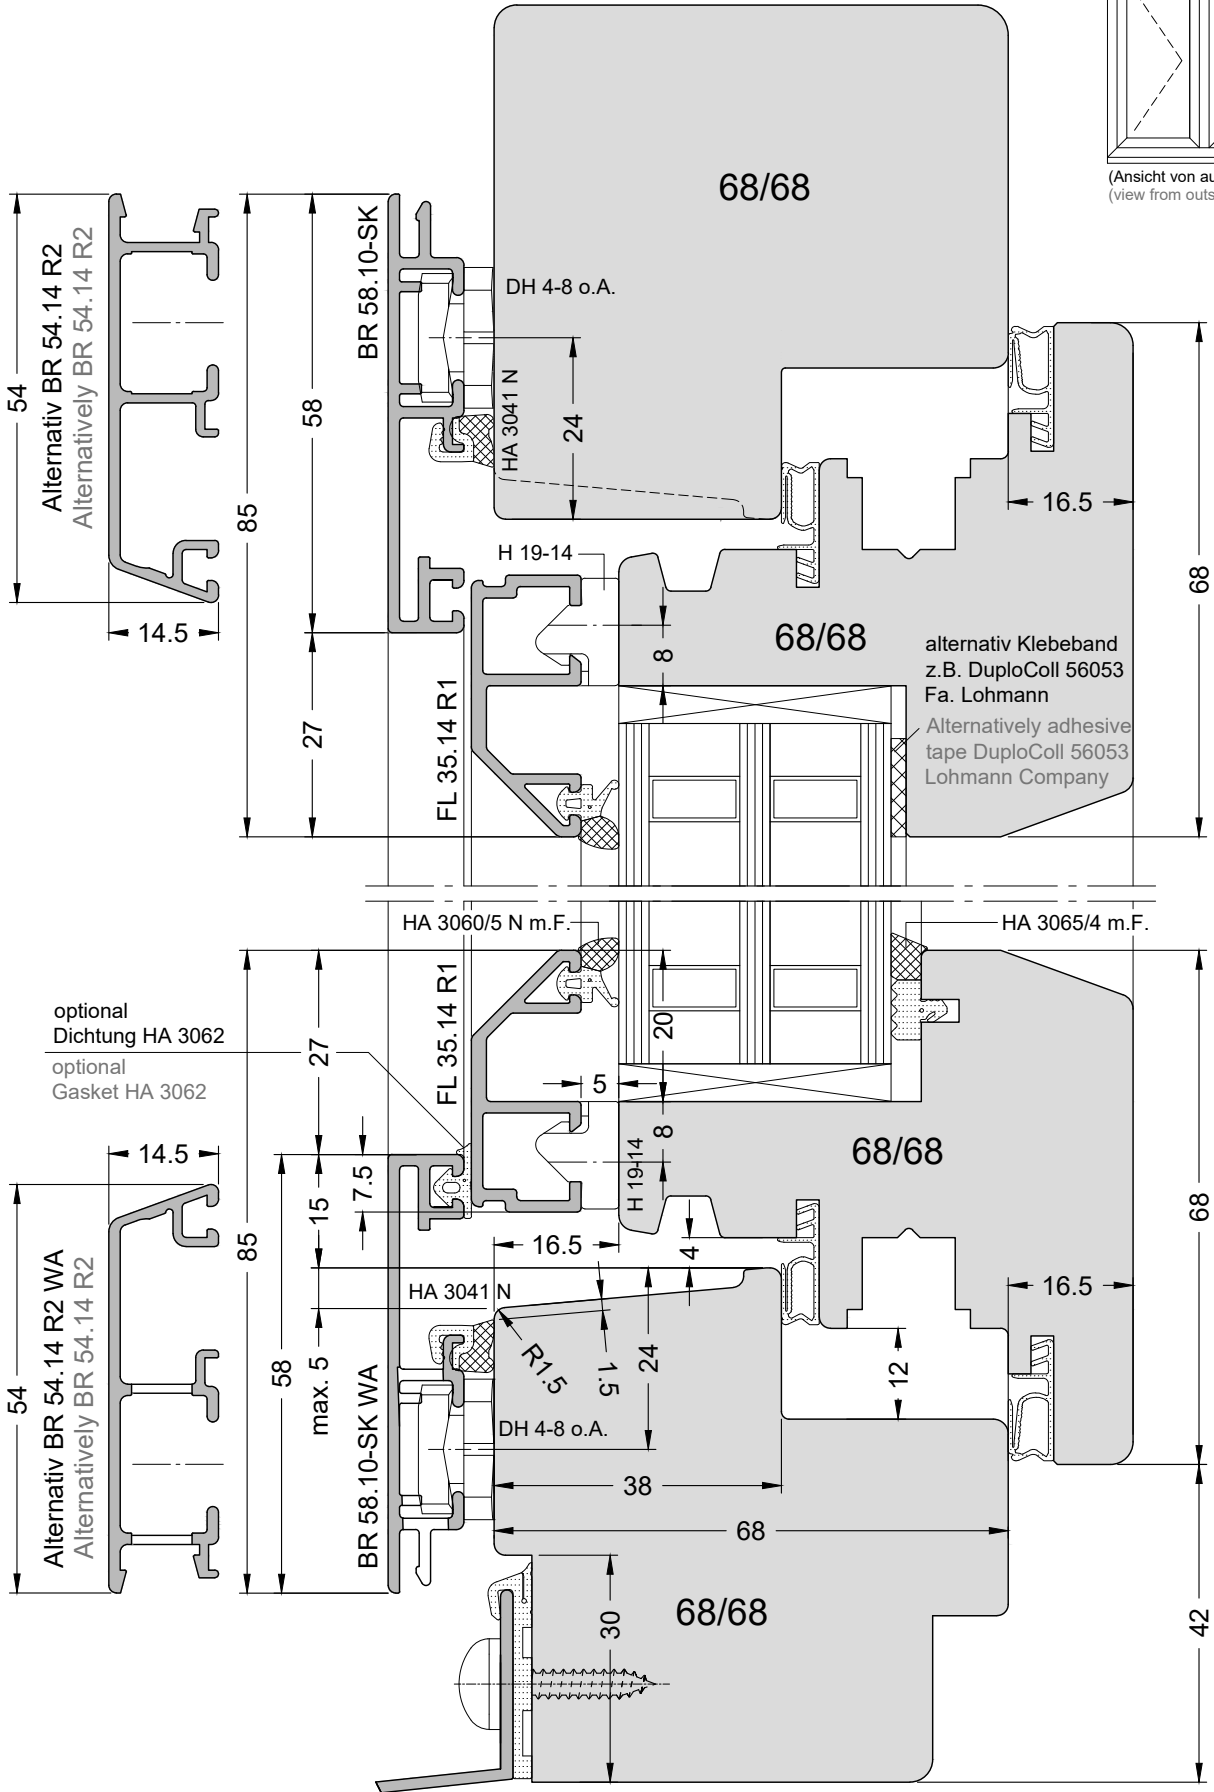 68/68
(Ansicht von au
(view from outs
54
Alternativ BR 54.14 R2
Alternatively BR 54.14 R2
14.5
85
58
27
BR 58.10-SK
DH 4-8 o.A.
HA 3041 N
24
H 19-14
FL 35.14 R1
8
68/68
16.5
68
alternativ Klebeband
z.B. DuploColl 56053
Fa. Lohmann
Alternatively adhesive
tape DuploColl 56053
Lohmann Company
HA 3060/5 N m.F.
HA 3065/4 m.F.
optional
Dichtung HA 3062
optional
Gasket HA 3062
27
FL 35.14 R1
20
5
8
H 19-14
68/68
14.5
54
Alternativ BR 54.14 R2 WA
Alternatively BR 54.14 R2
85
58
15
7.5
max. 5
16.5
4
HA 3041 N
R1.5
1.5
24
12
16.5
68
BR 58.10-SK WA
DH 4-8 o.A.
38
68
68/68
30
42